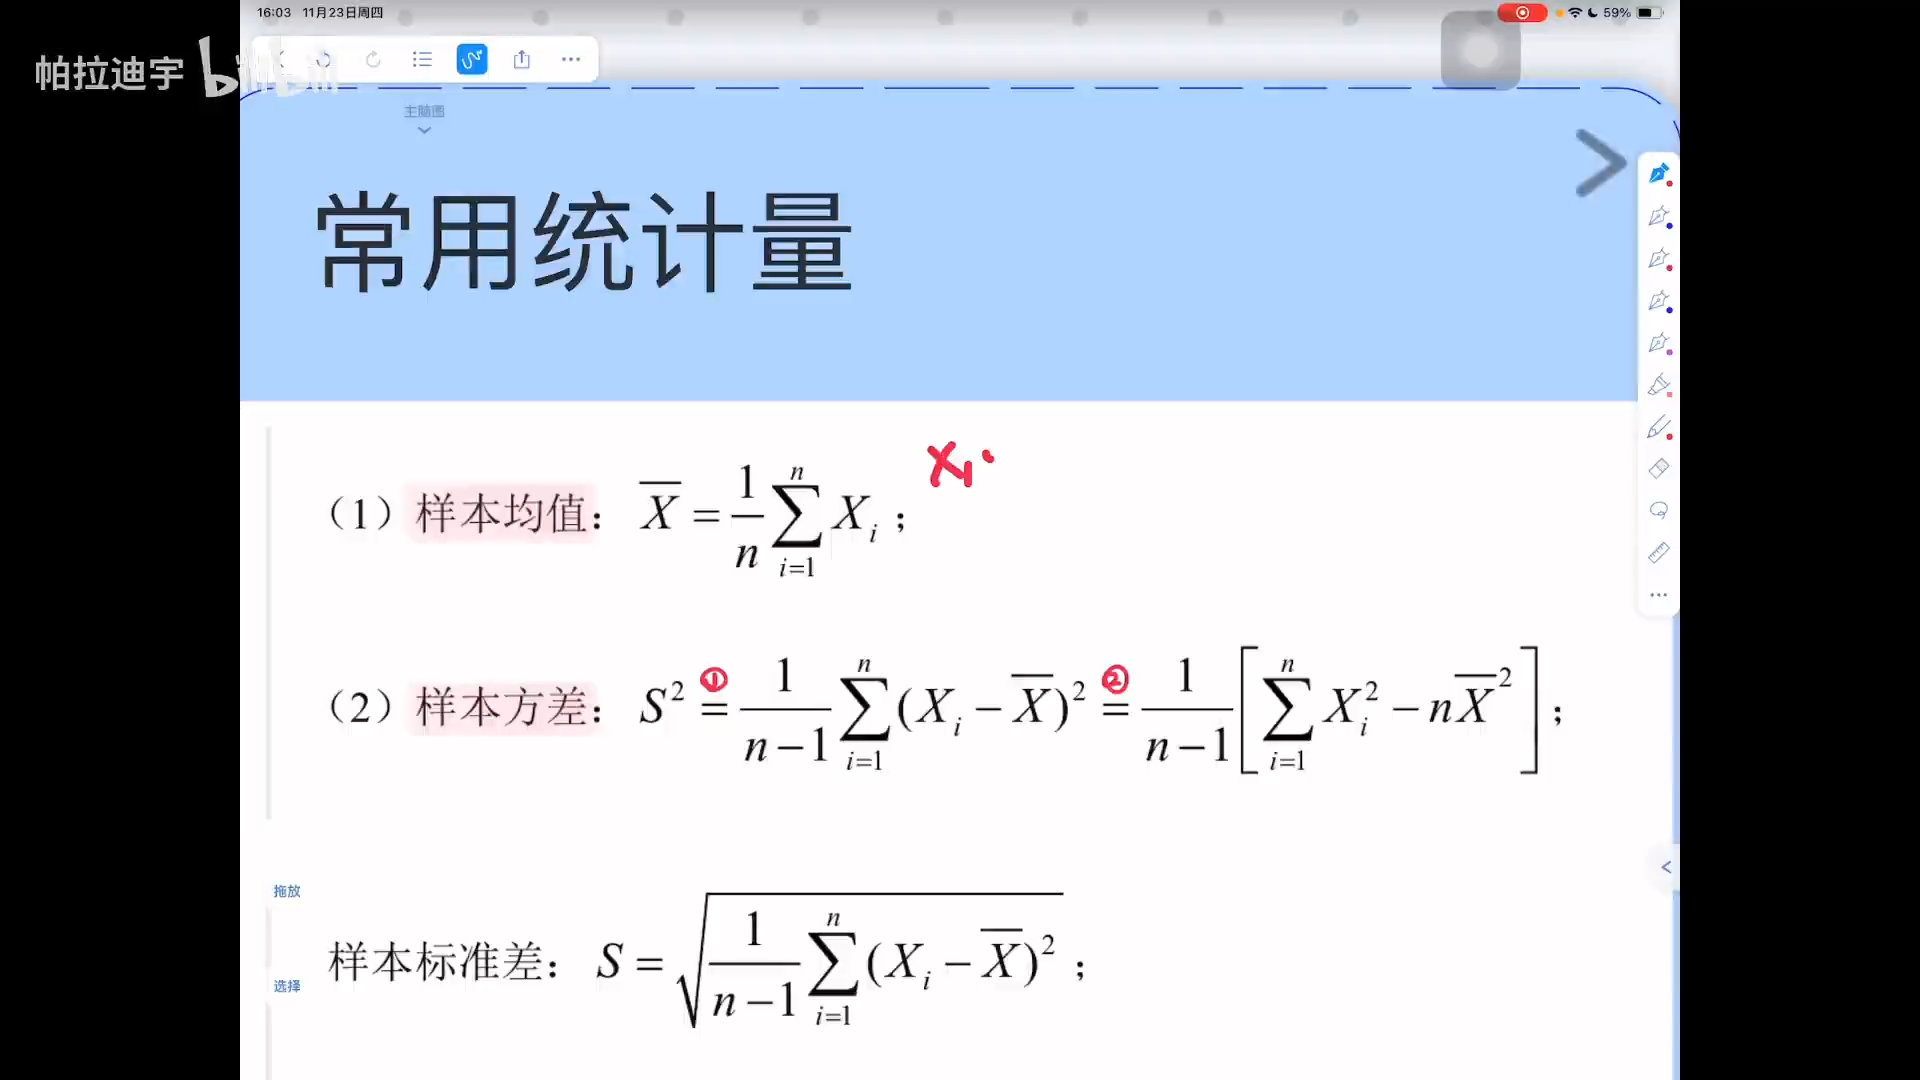 16:03 11月23日周四
59%
帕拉迪宇 bilibili
主脑图
常用统计量
X₁.
（1）样本均值： X̅ = 1/n ∑_{i=1}^{n} X_i ；
① ②
（2）样本方差： S² = 1/(n−1) ∑_{i=1}^{n} (X_i − X̅)² = 1/(n−1) [ ∑_{i=1}^{n} X_i² − nX̅² ] ；
拖放
样本标准差： S = √( 1/(n−1) ∑_{i=1}^{n} (X_i − X̅)² ) ；
选择